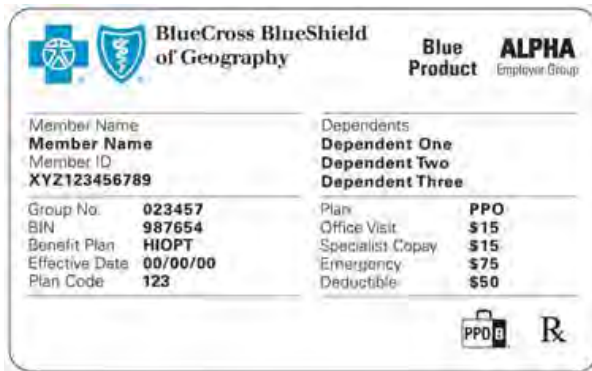 BlueCross BlueShield
of Geography
Blue
Product
ALPHA
Employer Group
Member Name
Member Name
Member ID
XYZ123456789
Dependents
Dependent One
Dependent Two
Dependent Three
Group No. 023457
BIN 987654
Benefit Plan HIOPT
Effective Date 00/00/00
Plan Code 123
Plan PPO
Office Visit $15
Specialist Copay $15
Emergency $75
Deductible $50
PPO
Rx